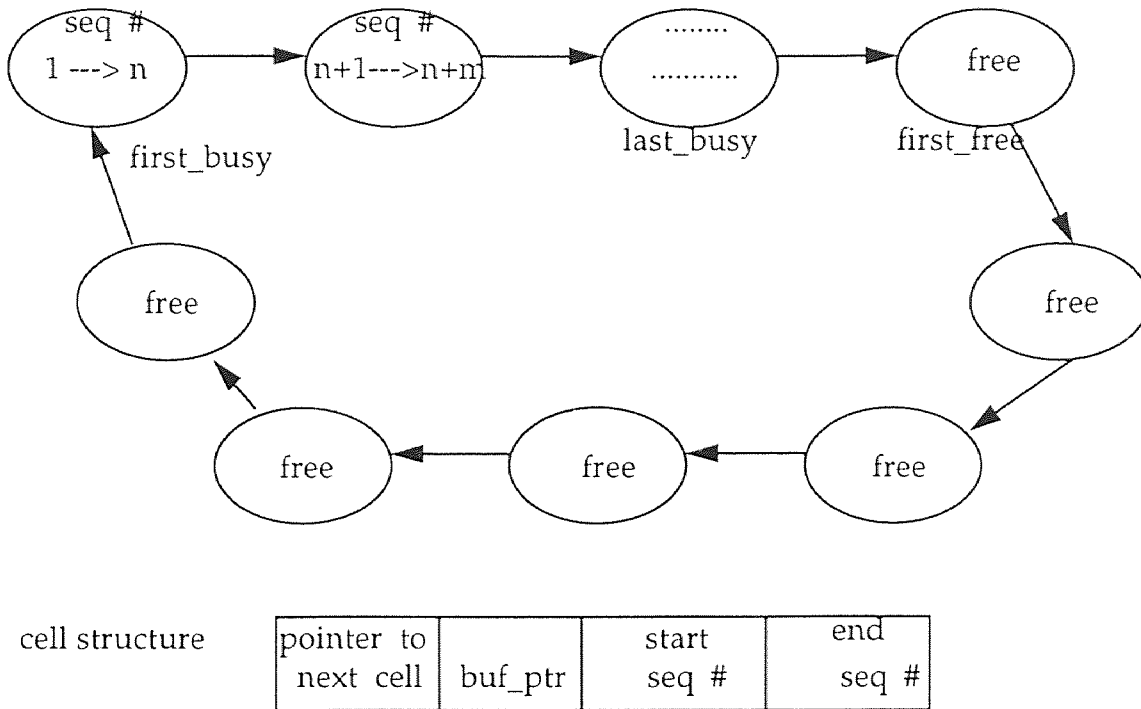 seq #
1 ---> n
seq #
n+1--->n+m
........
...........
free
first_busy
last_busy
first_free
free
free
free
free
free
cell structure
pointer to
next cell
buf_ptr
start
seq #
end
seq #